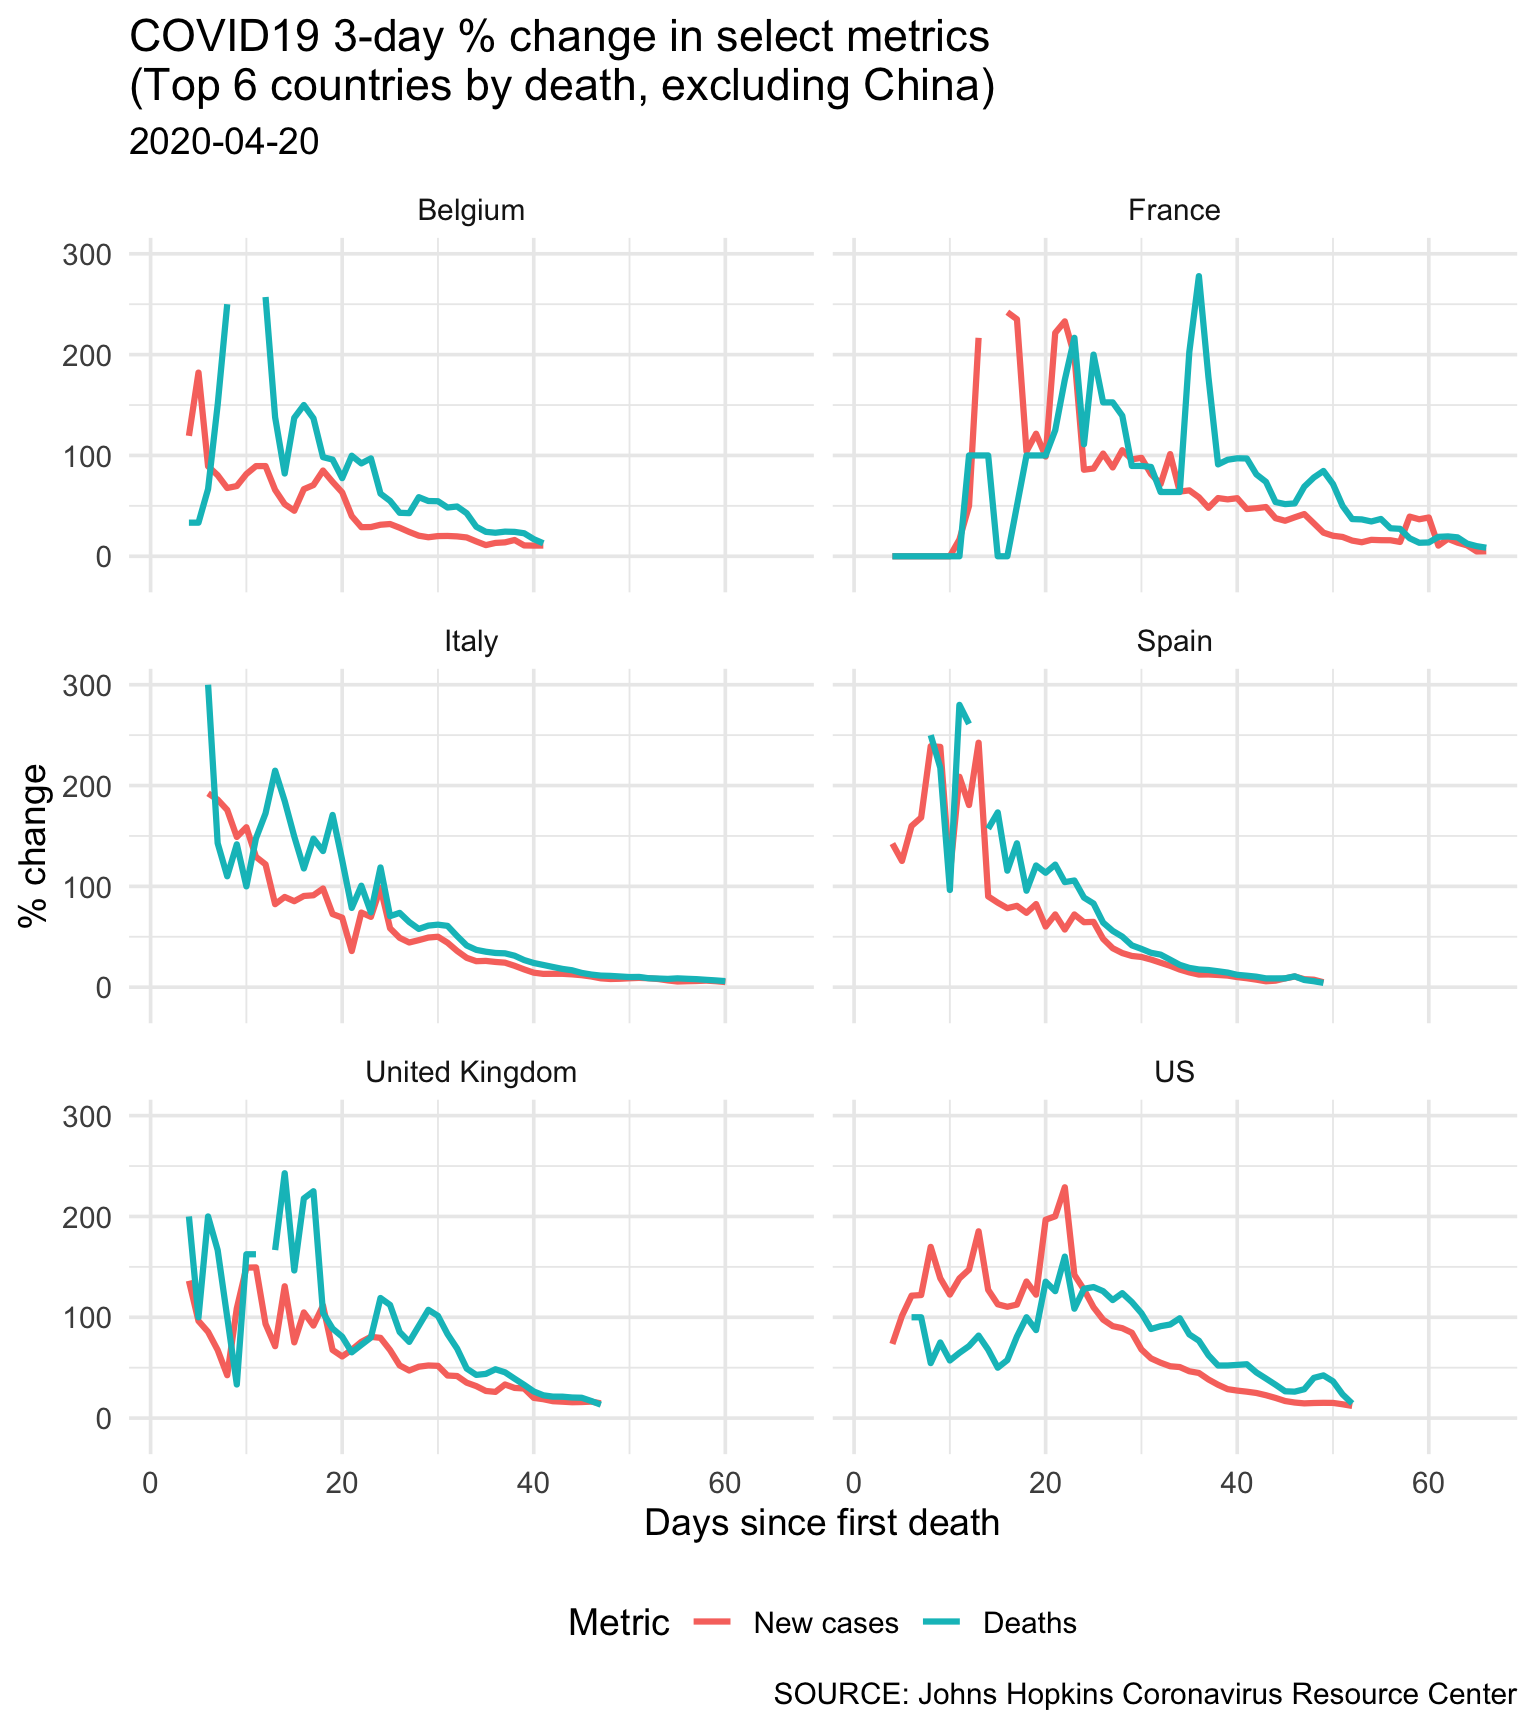 COVID19 3-day % change in select metrics
(Top 6 countries by death, excluding China)
2020-04-20
Belgium
France
300
200
100
0
Italy
Spain
300
200
100
0
% change
United Kingdom
US
300
200
100
0
0 20 40 60
0 20 40 60
Days since first death
Metric New cases Deaths
SOURCE: Johns Hopkins Coronavirus Resource Center